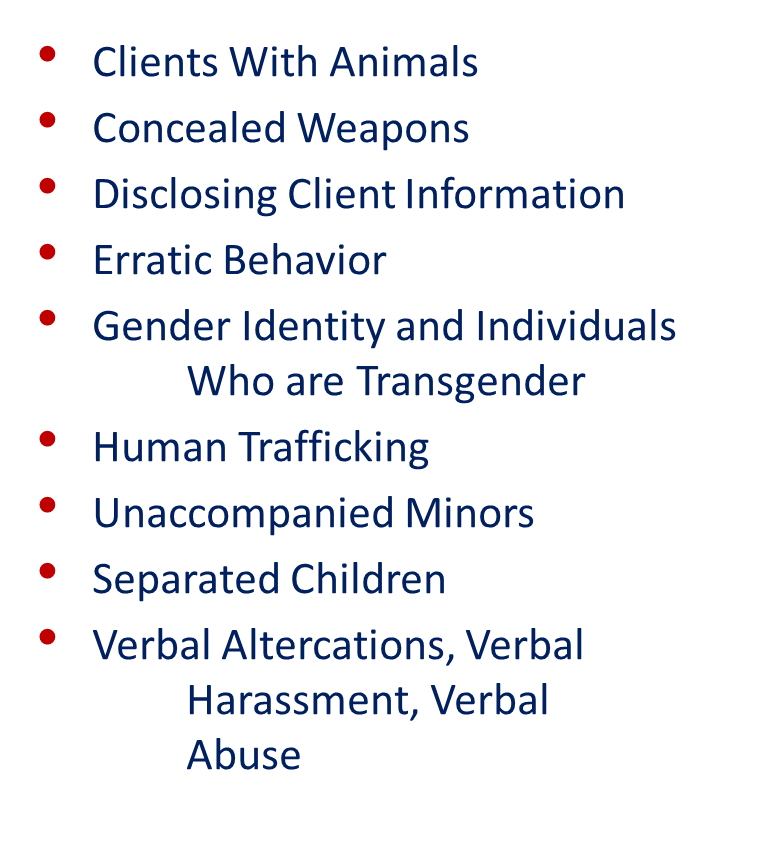 • Clients With Animals
• Concealed Weapons
• Disclosing Client Information
• Erratic Behavior
• Gender Identity and Individuals
Who are Transgender
• Human Trafficking
• Unaccompanied Minors
• Separated Children
• Verbal Altercations, Verbal
Harassment, Verbal
Abuse